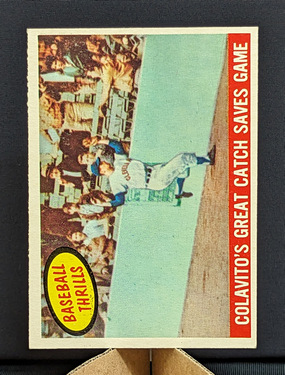 BASEBALL
THRILLS
COLAVITO'S GREAT CATCH SAVES GAME